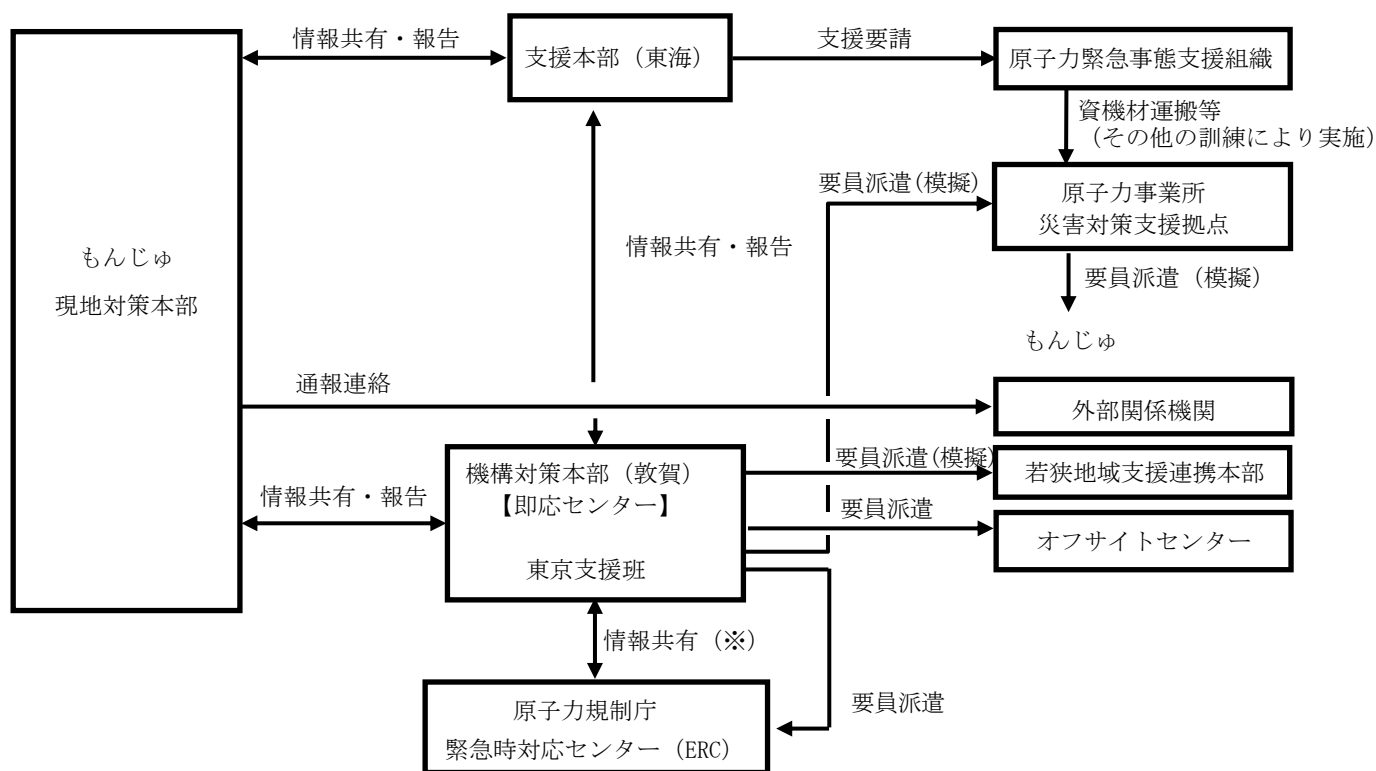 情報共有・報告
支援本部（東海）
支援要請
原子力緊急事態支援組織
資機材運搬等
（その他の訓練により実施）
要員派遣(模擬)
原子力事業所
災害対策支援拠点
もんじゅ
現地対策本部
情報共有・報告
要員派遣（模擬）
もんじゅ
通報連絡
外部関係機関
機構対策本部（敦賀）
【即応センター】
東京支援班
要員派遣(模擬)
若狭地域支援連携本部
情報共有・報告
要員派遣
オフサイトセンター
情報共有（※）
要員派遣
原子力規制庁
緊急時対応センター（ERC）